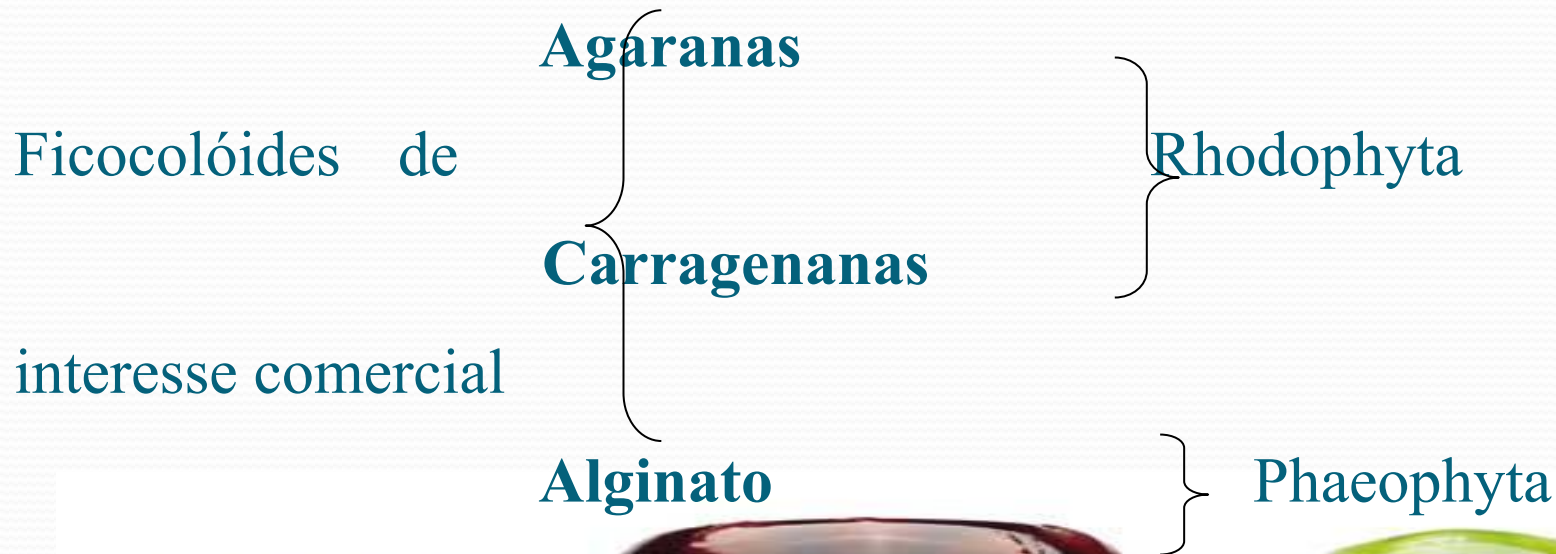 Agaranas
Ficocolóides de
Rhodophyta
Carragenanas
interesse comercial
Alginato
Phaeophyta